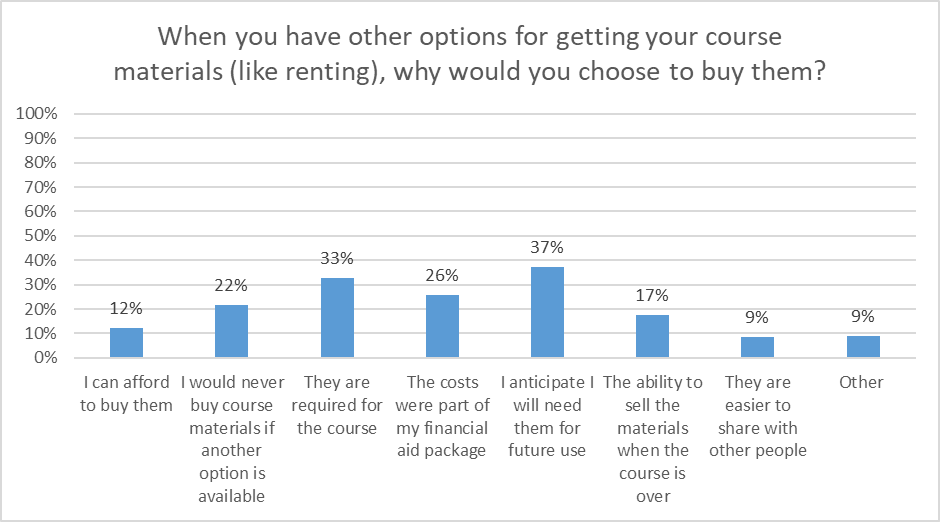 When you have other options for getting your course
materials (like renting), why would you choose to buy them?
100%
90%
80%
70%
60%
50%
40%
30%
20%
10%
0%
12%
22%
33%
26%
37%
17%
9%
9%
I can afford
to buy them
I would never
buy course
materials if
another
option is
available
They are
required for
the course
The costs
were part of
my financial
aid package
I anticipate I
will need
them for
future use
The ability to
sell the
materials
when the
course is
over
They are
easier to
share with
other people
Other